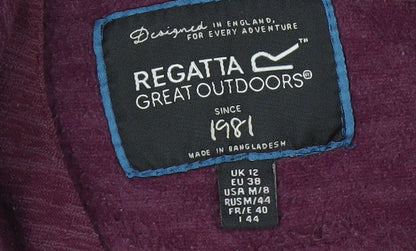 Designed IN ENGLAND,
FOR EVERY ADVENTURE
REGATTA
GREAT OUTDOORS®
SINCE
1981
MADE IN BANGLADESH
UK 12
EU 38
USA M/8
RUS M/44
FR/E 40
I 44